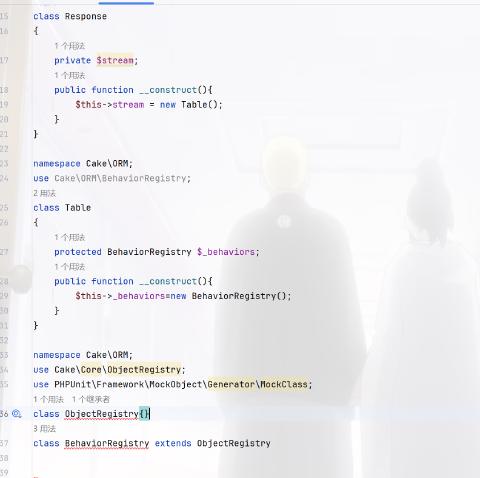 15 class Response
16 {
1 个用法
17 private $stream;
1 个用法
18 public function __construct(){
19 $this->stream = new Table();
20 }
21 }
22
23 namespace Cake\ORM;
24 use Cake\ORM\BehaviorRegistry;
2 用法
25 class Table
26 {
1 个用法
27 protected BehaviorRegistry $_behaviors;
1 个用法
28 public function __construct(){
29 $this->_behaviors=new BehaviorRegistry();
30 }
31 }
32
33 namespace Cake\ORM;
34 use Cake\Core\ObjectRegistry;
35 use PHPUnit\Framework\MockObject\Generator\MockClass;
1 个用法 1 个继承者
36 class ObjectRegistry{}
3 用法
37 class BehaviorRegistry extends ObjectRegistry
38
39